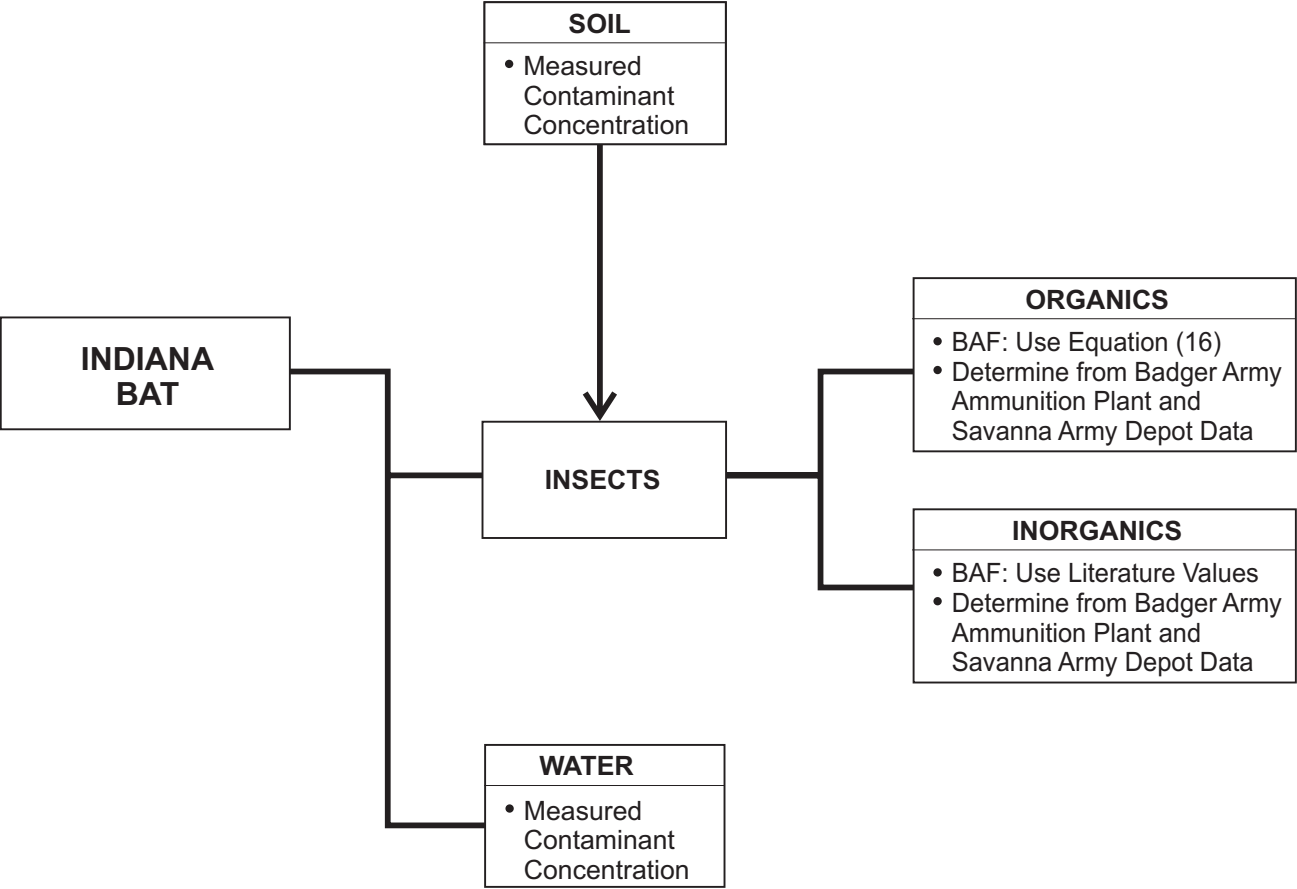 SOIL
• Measured
Contaminant
Concentration
ORGANICS
• BAF: Use Equation (16)
• Determine from Badger Army
Ammunition Plant and
Savanna Army Depot Data
INDIANA
BAT
INSECTS
INORGANICS
• BAF: Use Literature Values
• Determine from Badger Army
Ammunition Plant and
Savanna Army Depot Data
WATER
• Measured
Contaminant
Concentration